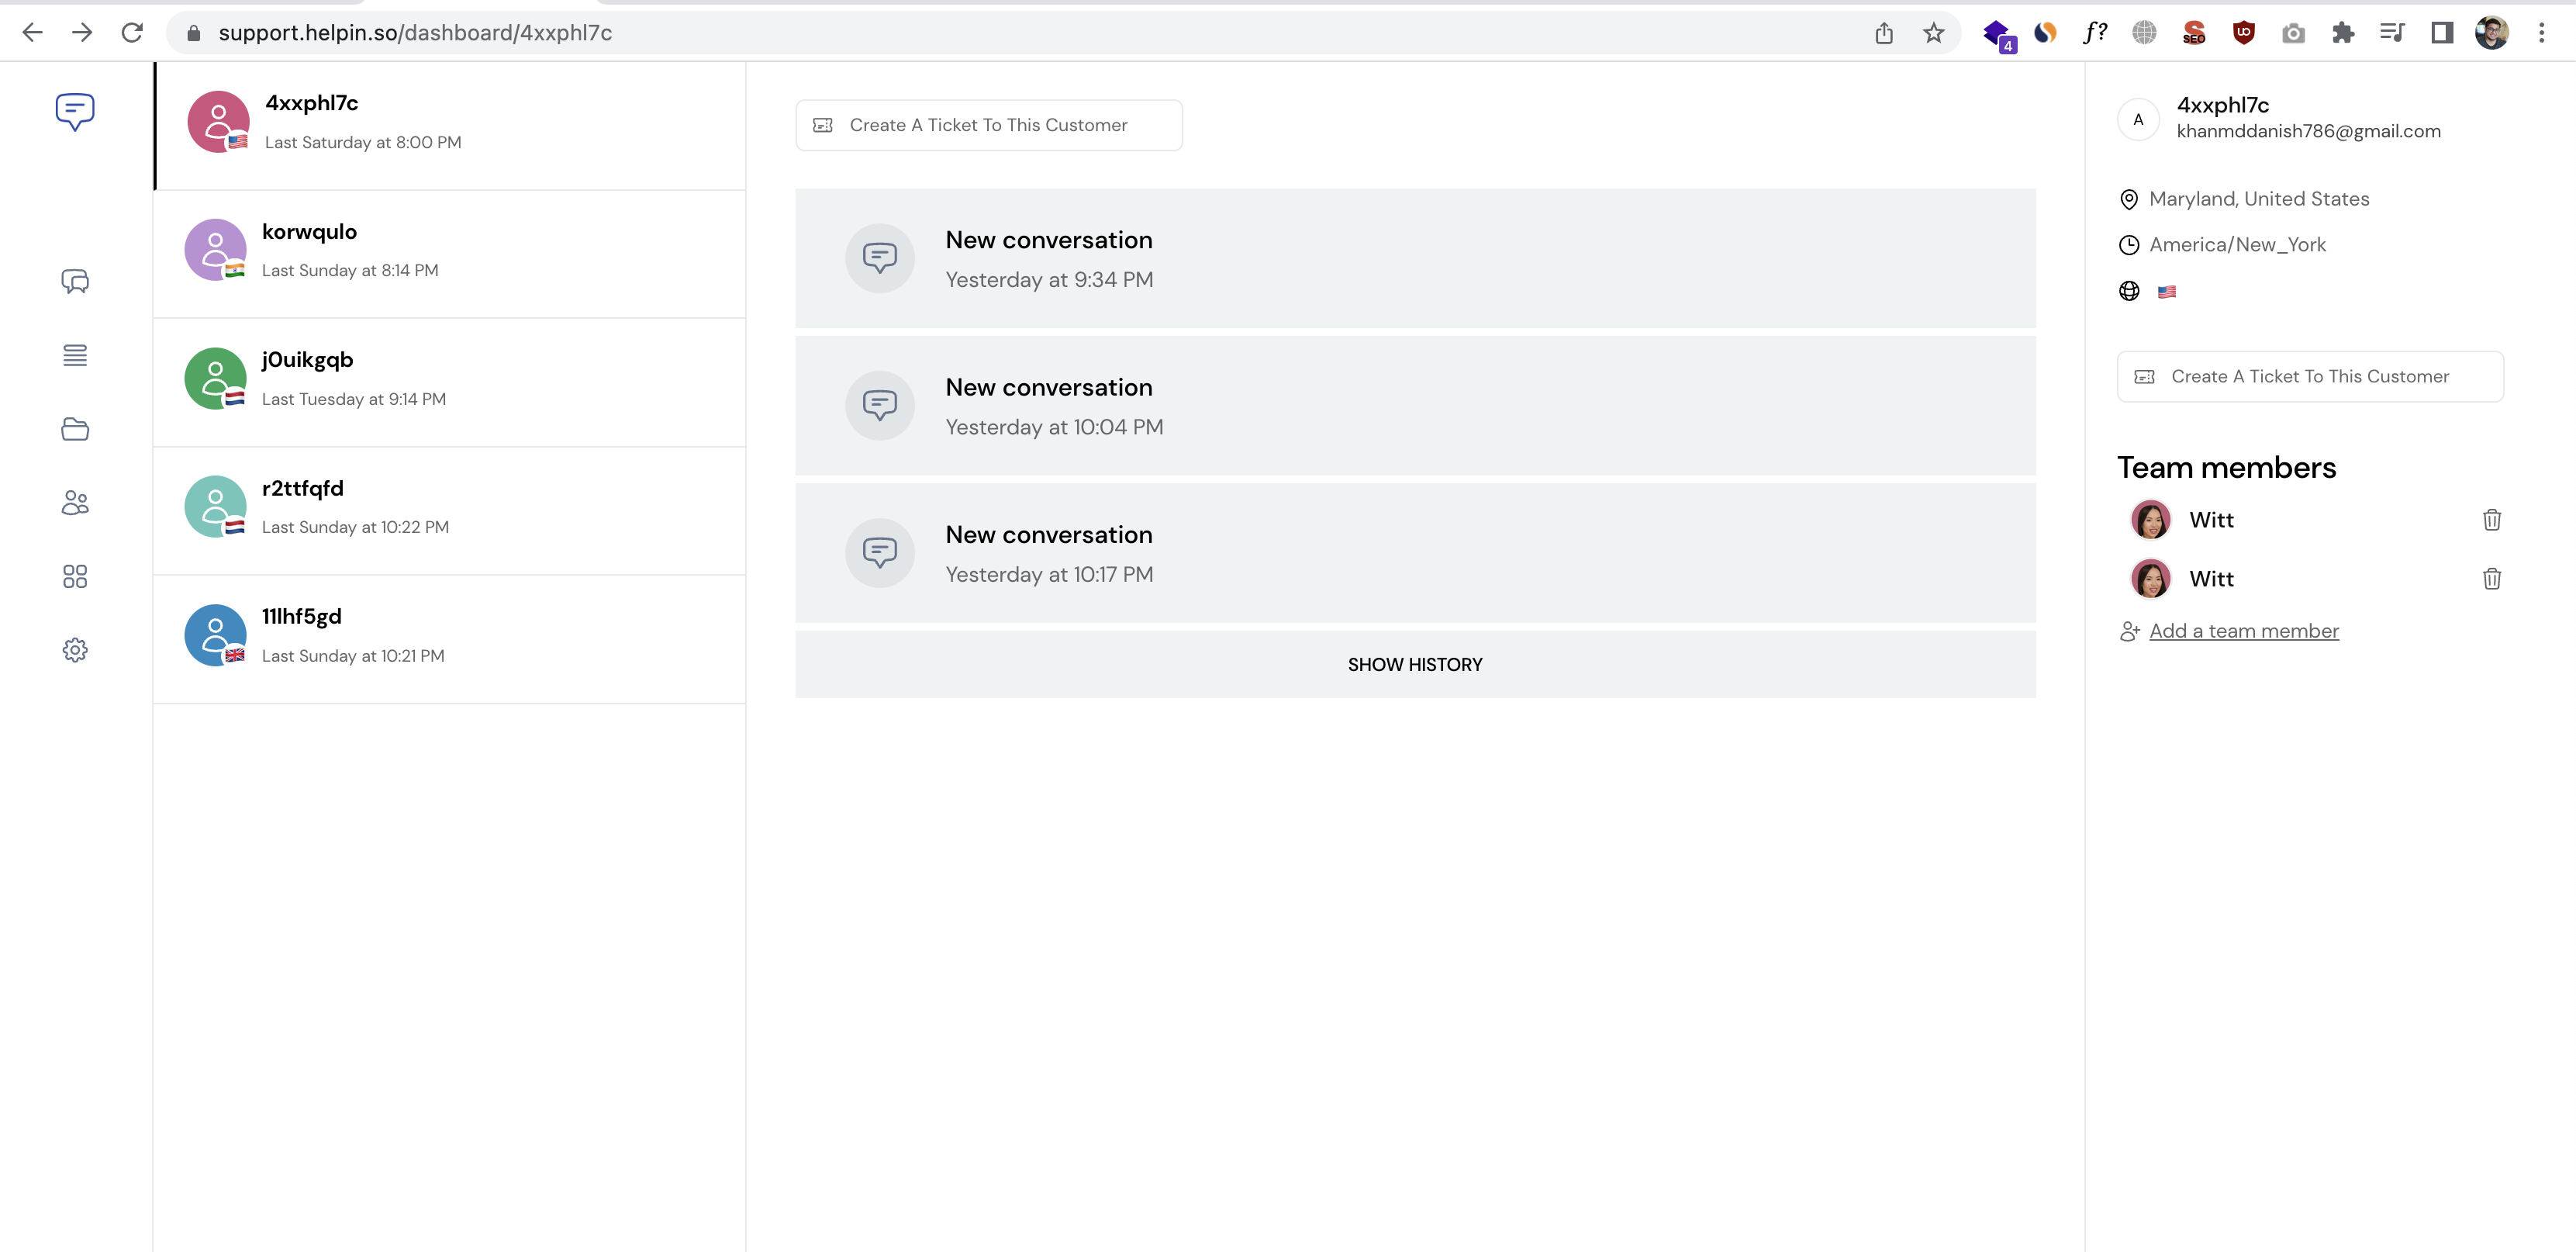 support.helpin.so/dashboard/4xxphl7c
4
f?
SEO
4xxphl7c
Last Saturday at 8:00 PM
korwqulo
Last Sunday at 8:14 PM
j0uikgqb
Last Tuesday at 9:14 PM
r2ttfqfd
Last Sunday at 10:22 PM
11lhf5gd
Last Sunday at 10:21 PM
Create A Ticket To This Customer
New conversation
Yesterday at 9:34 PM
New conversation
Yesterday at 10:04 PM
New conversation
Yesterday at 10:17 PM
SHOW HISTORY
A
4xxphl7c
khanmddanish786@gmail.com
Maryland, United States
America/New_York
Create A Ticket To This Customer
Team members
Witt
Witt
Add a team member